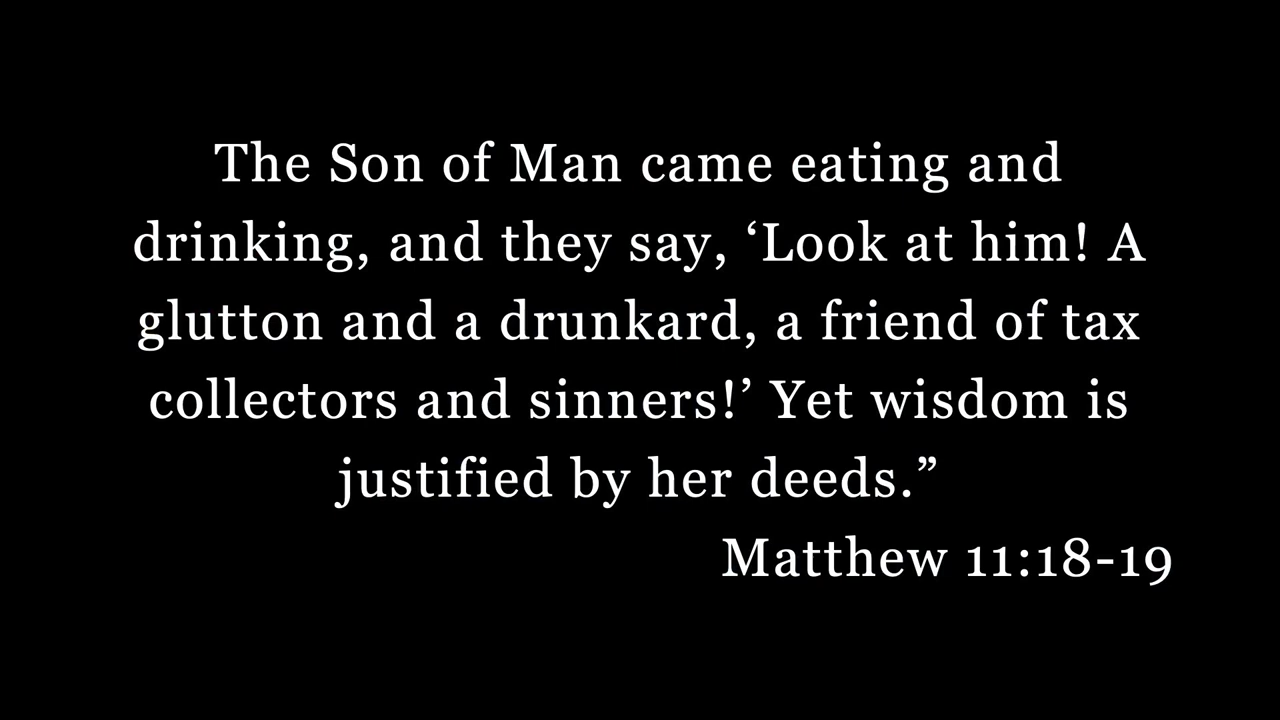 The Son of Man came eating and
drinking, and they say, ‘Look at him! A
glutton and a drunkard, a friend of tax
collectors and sinners!’ Yet wisdom is
justified by her deeds.”
Matthew 11:18-19